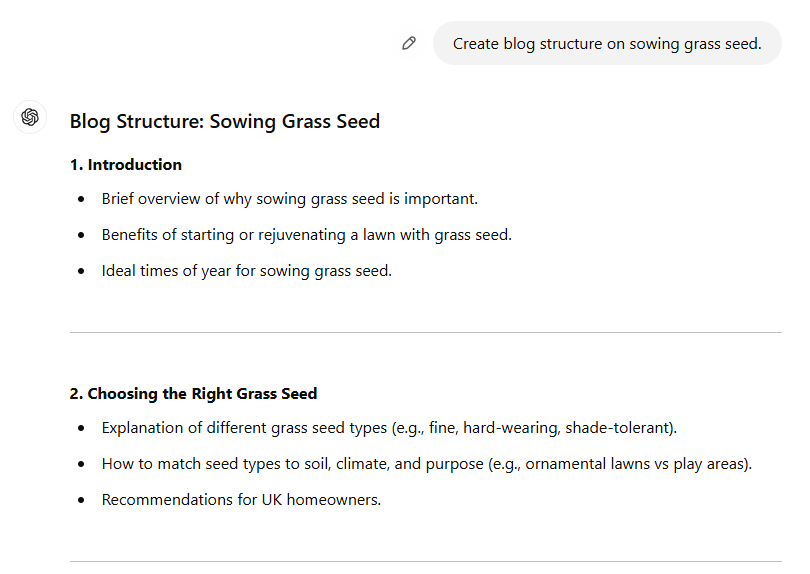 Create blog structure on sowing grass seed.
Blog Structure: Sowing Grass Seed
1. Introduction
• Brief overview of why sowing grass seed is important.
• Benefits of starting or rejuvenating a lawn with grass seed.
• Ideal times of year for sowing grass seed.
2. Choosing the Right Grass Seed
• Explanation of different grass seed types (e.g., fine, hard-wearing, shade-tolerant).
• How to match seed types to soil, climate, and purpose (e.g., ornamental lawns vs play areas).
• Recommendations for UK homeowners.